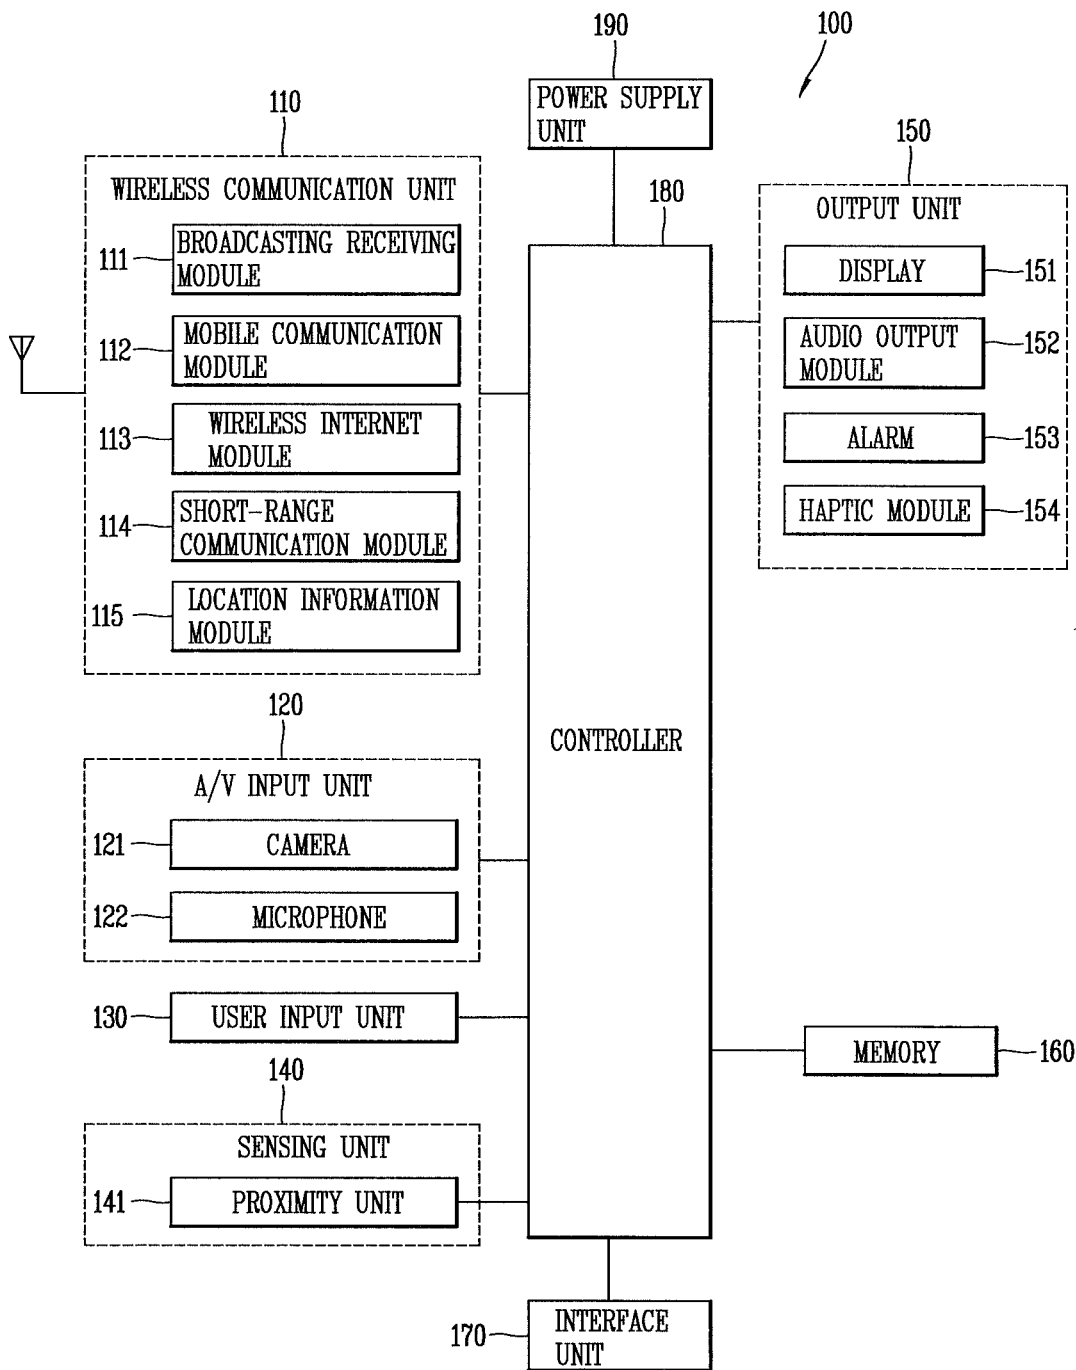 190
100
POWER SUPPLY
UNIT
110
WIRELESS COMMUNICATION UNIT
111
BROADCASTING RECEIVING
MODULE
112
MOBILE COMMUNICATION
MODULE
113
WIRELESS INTERNET
MODULE
114
SHORT-RANGE
COMMUNICATION MODULE
115
LOCATION INFORMATION
MODULE
120
A/V INPUT UNIT
121
CAMERA
122
MICROPHONE
130
USER INPUT UNIT
140
SENSING UNIT
141
PROXIMITY UNIT
180
CONTROLLER
150
OUTPUT UNIT
DISPLAY
151
AUDIO OUTPUT
MODULE
152
ALARM
153
HAPTIC MODULE
154
MEMORY
160
170
INTERFACE
UNIT